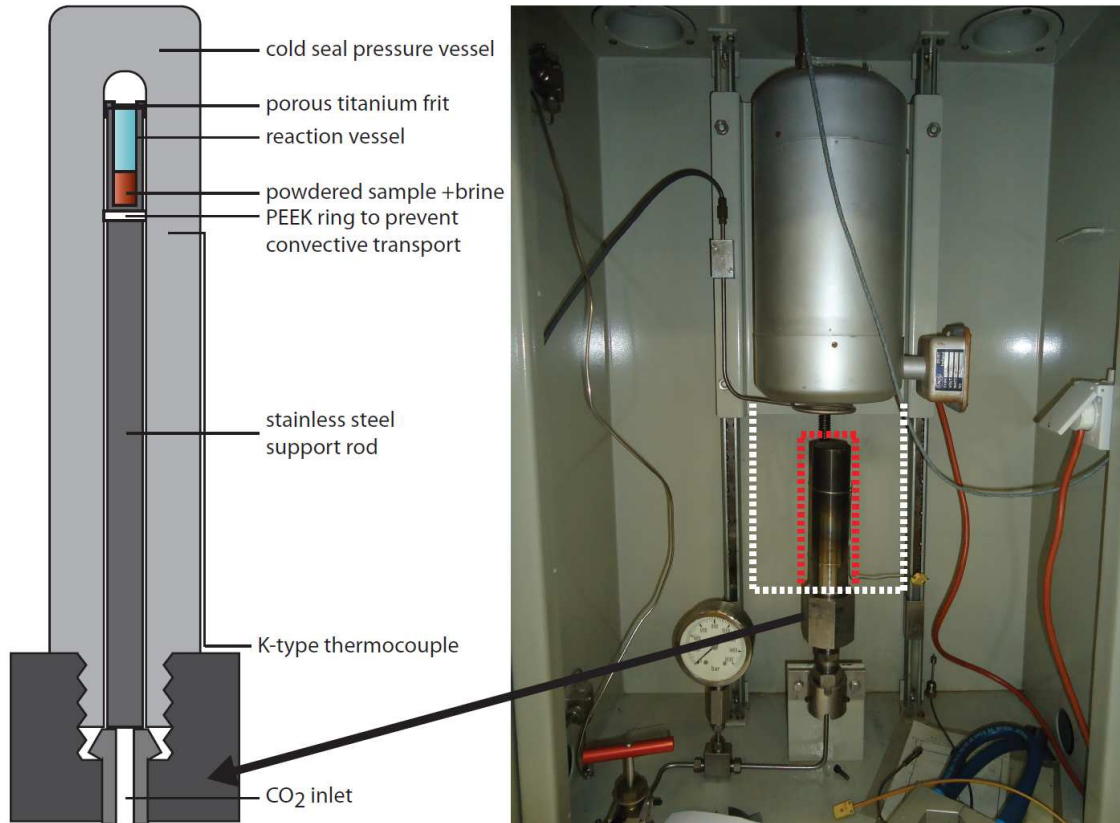 cold seal pressure vessel
porous titanium frit
reaction vessel
powdered sample +brine
PEEK ring to prevent
convective transport
stainless steel
support rod
K-type thermocouple
CO2 inlet
bar